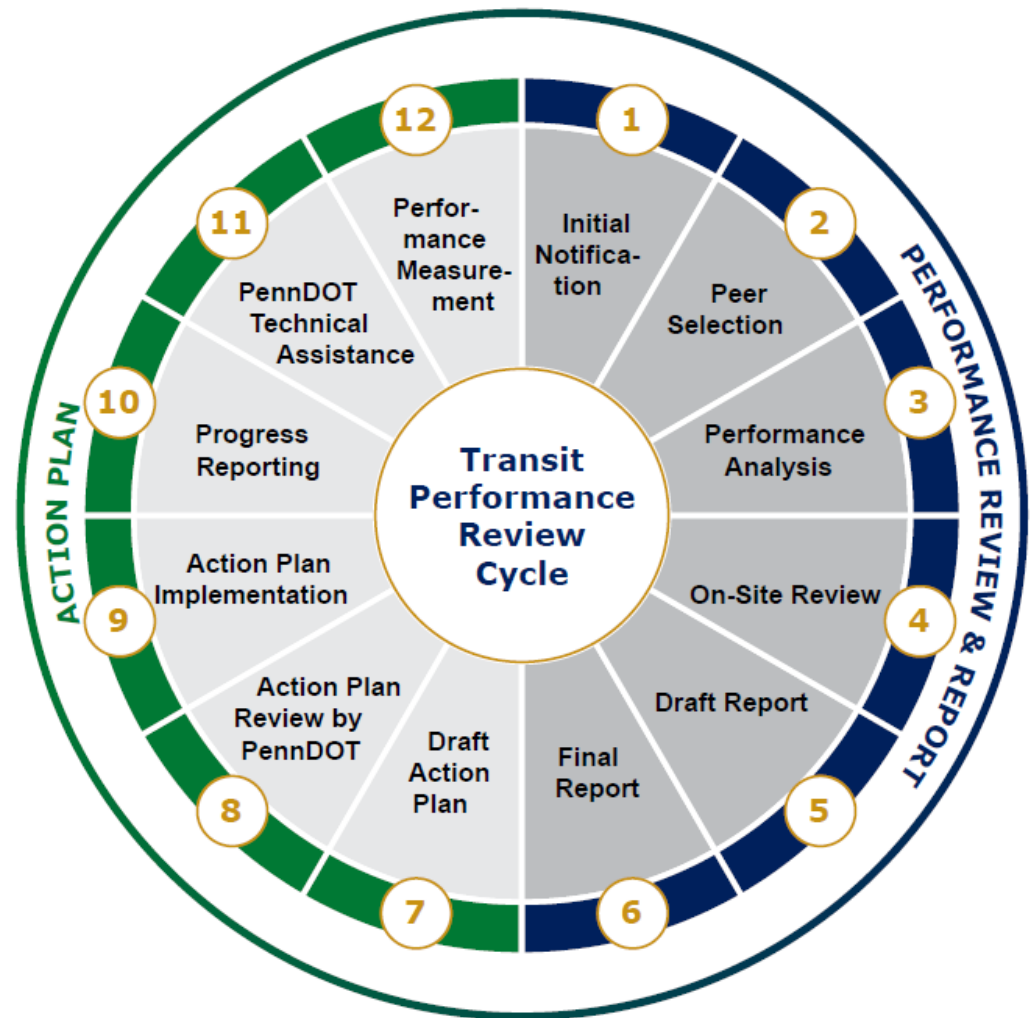 Transit
Performance
Review
Cycle
PERFORMANCE REVIEW & REPORT
1
Initial
Notifica-
tion
2
Peer
Selection
3
Performance
Analysis
4
On-Site Review
5
Draft Report
6
Final
Report
ACTION PLAN
7
Draft
Action
Plan
8
Action Plan
Review by
PennDOT
9
Action Plan
Implementation
10
Progress
Reporting
11
PennDOT
Technical
Assistance
12
Perfor-
mance
Measure-
ment